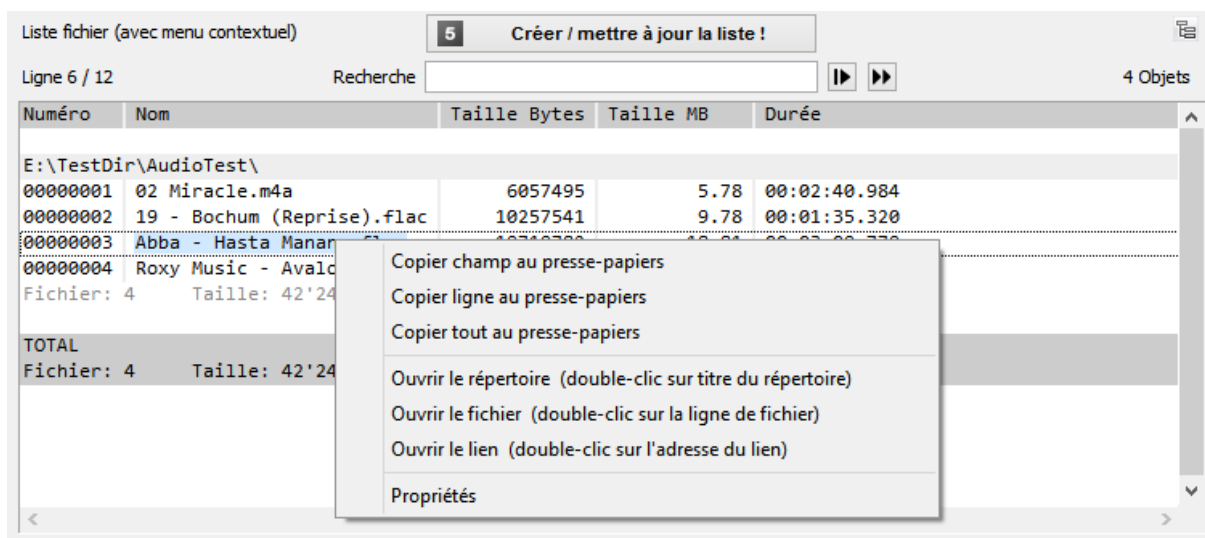 Liste fichier (avec menu contextuel)
5 Créer / mettre à jour la liste !
Ligne 6 / 12 Recherche 4 Objets
Numéro Nom Taille Bytes Taille MB Durée
E:\TestDir\AudioTest\
00000001 02 Miracle.m4a 6057495 5.78 00:02:40.984
00000002 19 - Bochum (Reprise).flac 10257541 9.78 00:01:35.320
00000003 Abba - Hasta
00000004 Roxy Music -
Fichier: 4 Taille: 42'24
TOTAL
Fichier: 4 Taille: 42'24
Copier champ au presse-papiers
Copier ligne au presse-papiers
Copier tout au presse-papiers
Ouvrir le répertoire (double-clic sur titre du répertoire)
Ouvrir le fichier (double-clic sur la ligne de fichier)
Ouvrir le lien (double-clic sur l'adresse du lien)
Propriétés